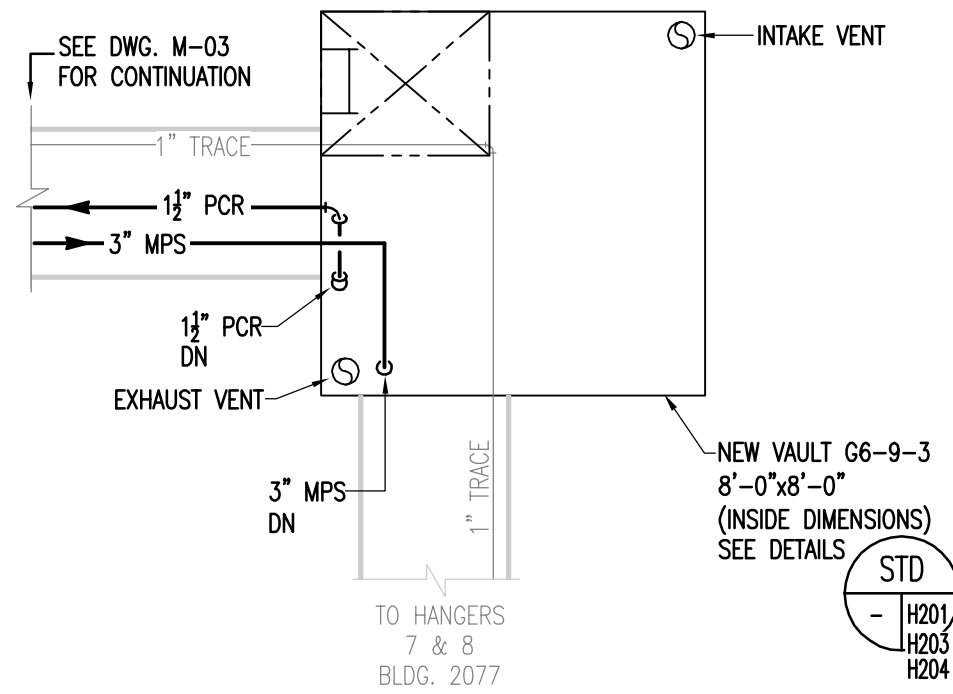 SEE DWG. M-03
FOR CONTINUATION
INTAKE VENT
1" TRACE
1½" PCR
3" MPS
1½" PCR
DN
EXHAUST VENT
3" MPS
DN
1" TRACE
NEW VAULT G6-9-3
8'-0"x8'-0"
(INSIDE DIMENSIONS)
SEE DETAILS
STD
- H201,
H203
H204
TO HANGERS
7 & 8
BLDG. 2077